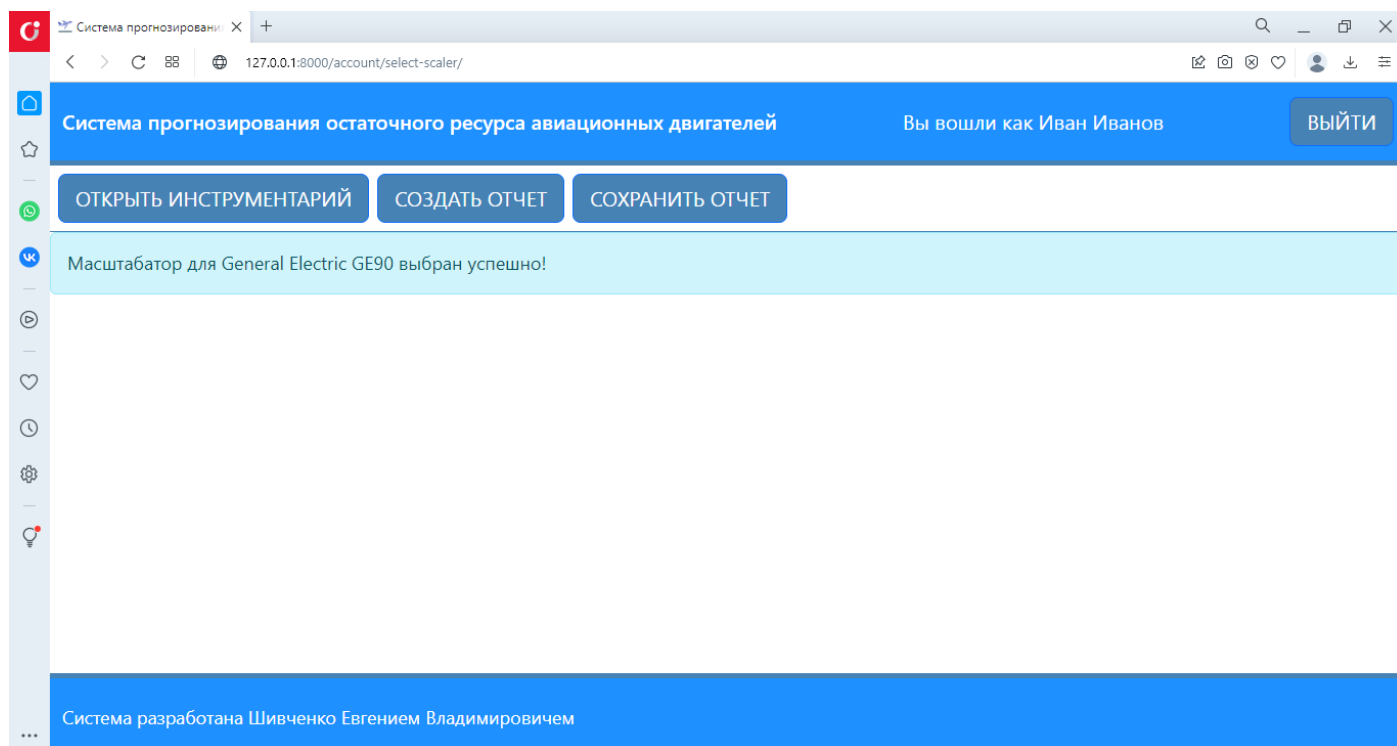 Система прогнозировани
127.0.0.1:8000/account/select-scaler/
Система прогнозирования остаточного ресурса авиационных двигателей
Вы вошли как Иван Иванов
ВЫЙТИ
ОТКРЫТЬ ИНСТРУМЕНТАРИЙ
СОЗДАТЬ ОТЧЕТ
СОХРАНИТЬ ОТЧЕТ
Масштабатор для General Electric GE90 выбран успешно!
Система разработана Шивченко Евгением Владимировичем